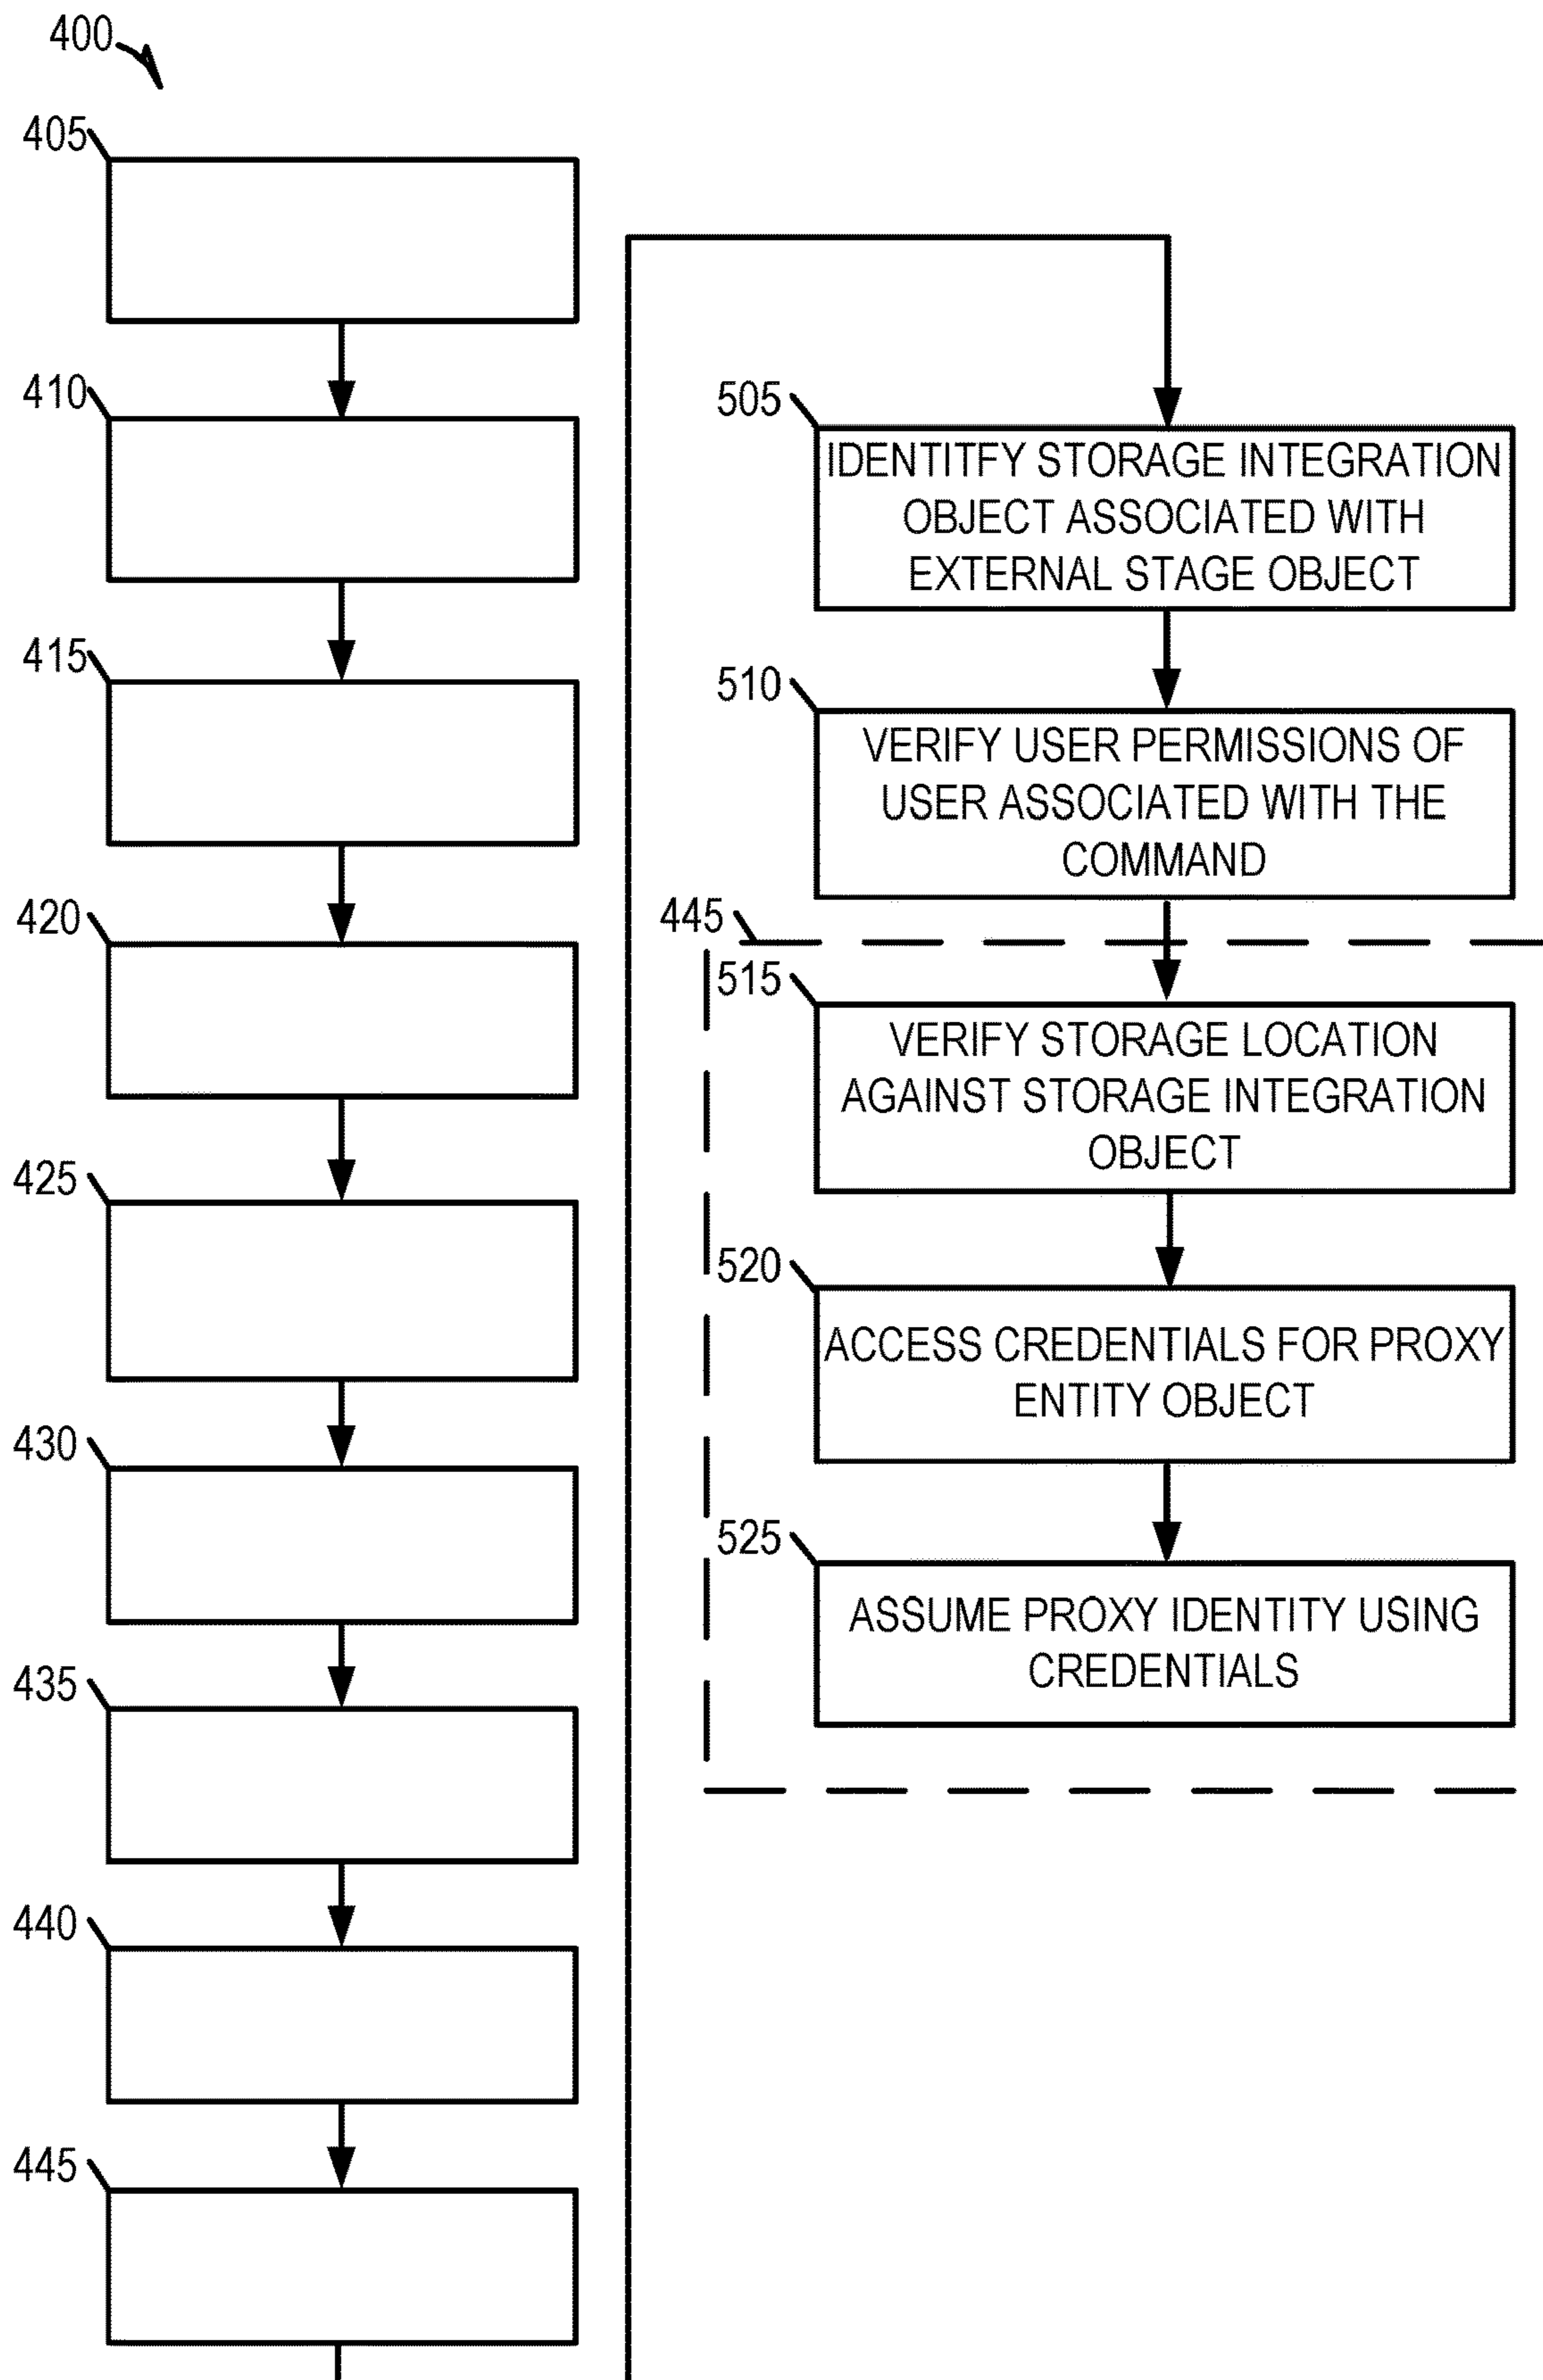 400
405
410
415
420
425
430
435
440
445
505
IDENTITFY STORAGE INTEGRATION
OBJECT ASSOCIATED WITH
EXTERNAL STAGE OBJECT
510
VERIFY USER PERMISSIONS OF
USER ASSOCIATED WITH THE
COMMAND
445
515
VERIFY STORAGE LOCATION
AGAINST STORAGE INTEGRATION
OBJECT
520
ACCESS CREDENTIALS FOR PROXY
ENTITY OBJECT
525
ASSUME PROXY IDENTITY USING
CREDENTIALS